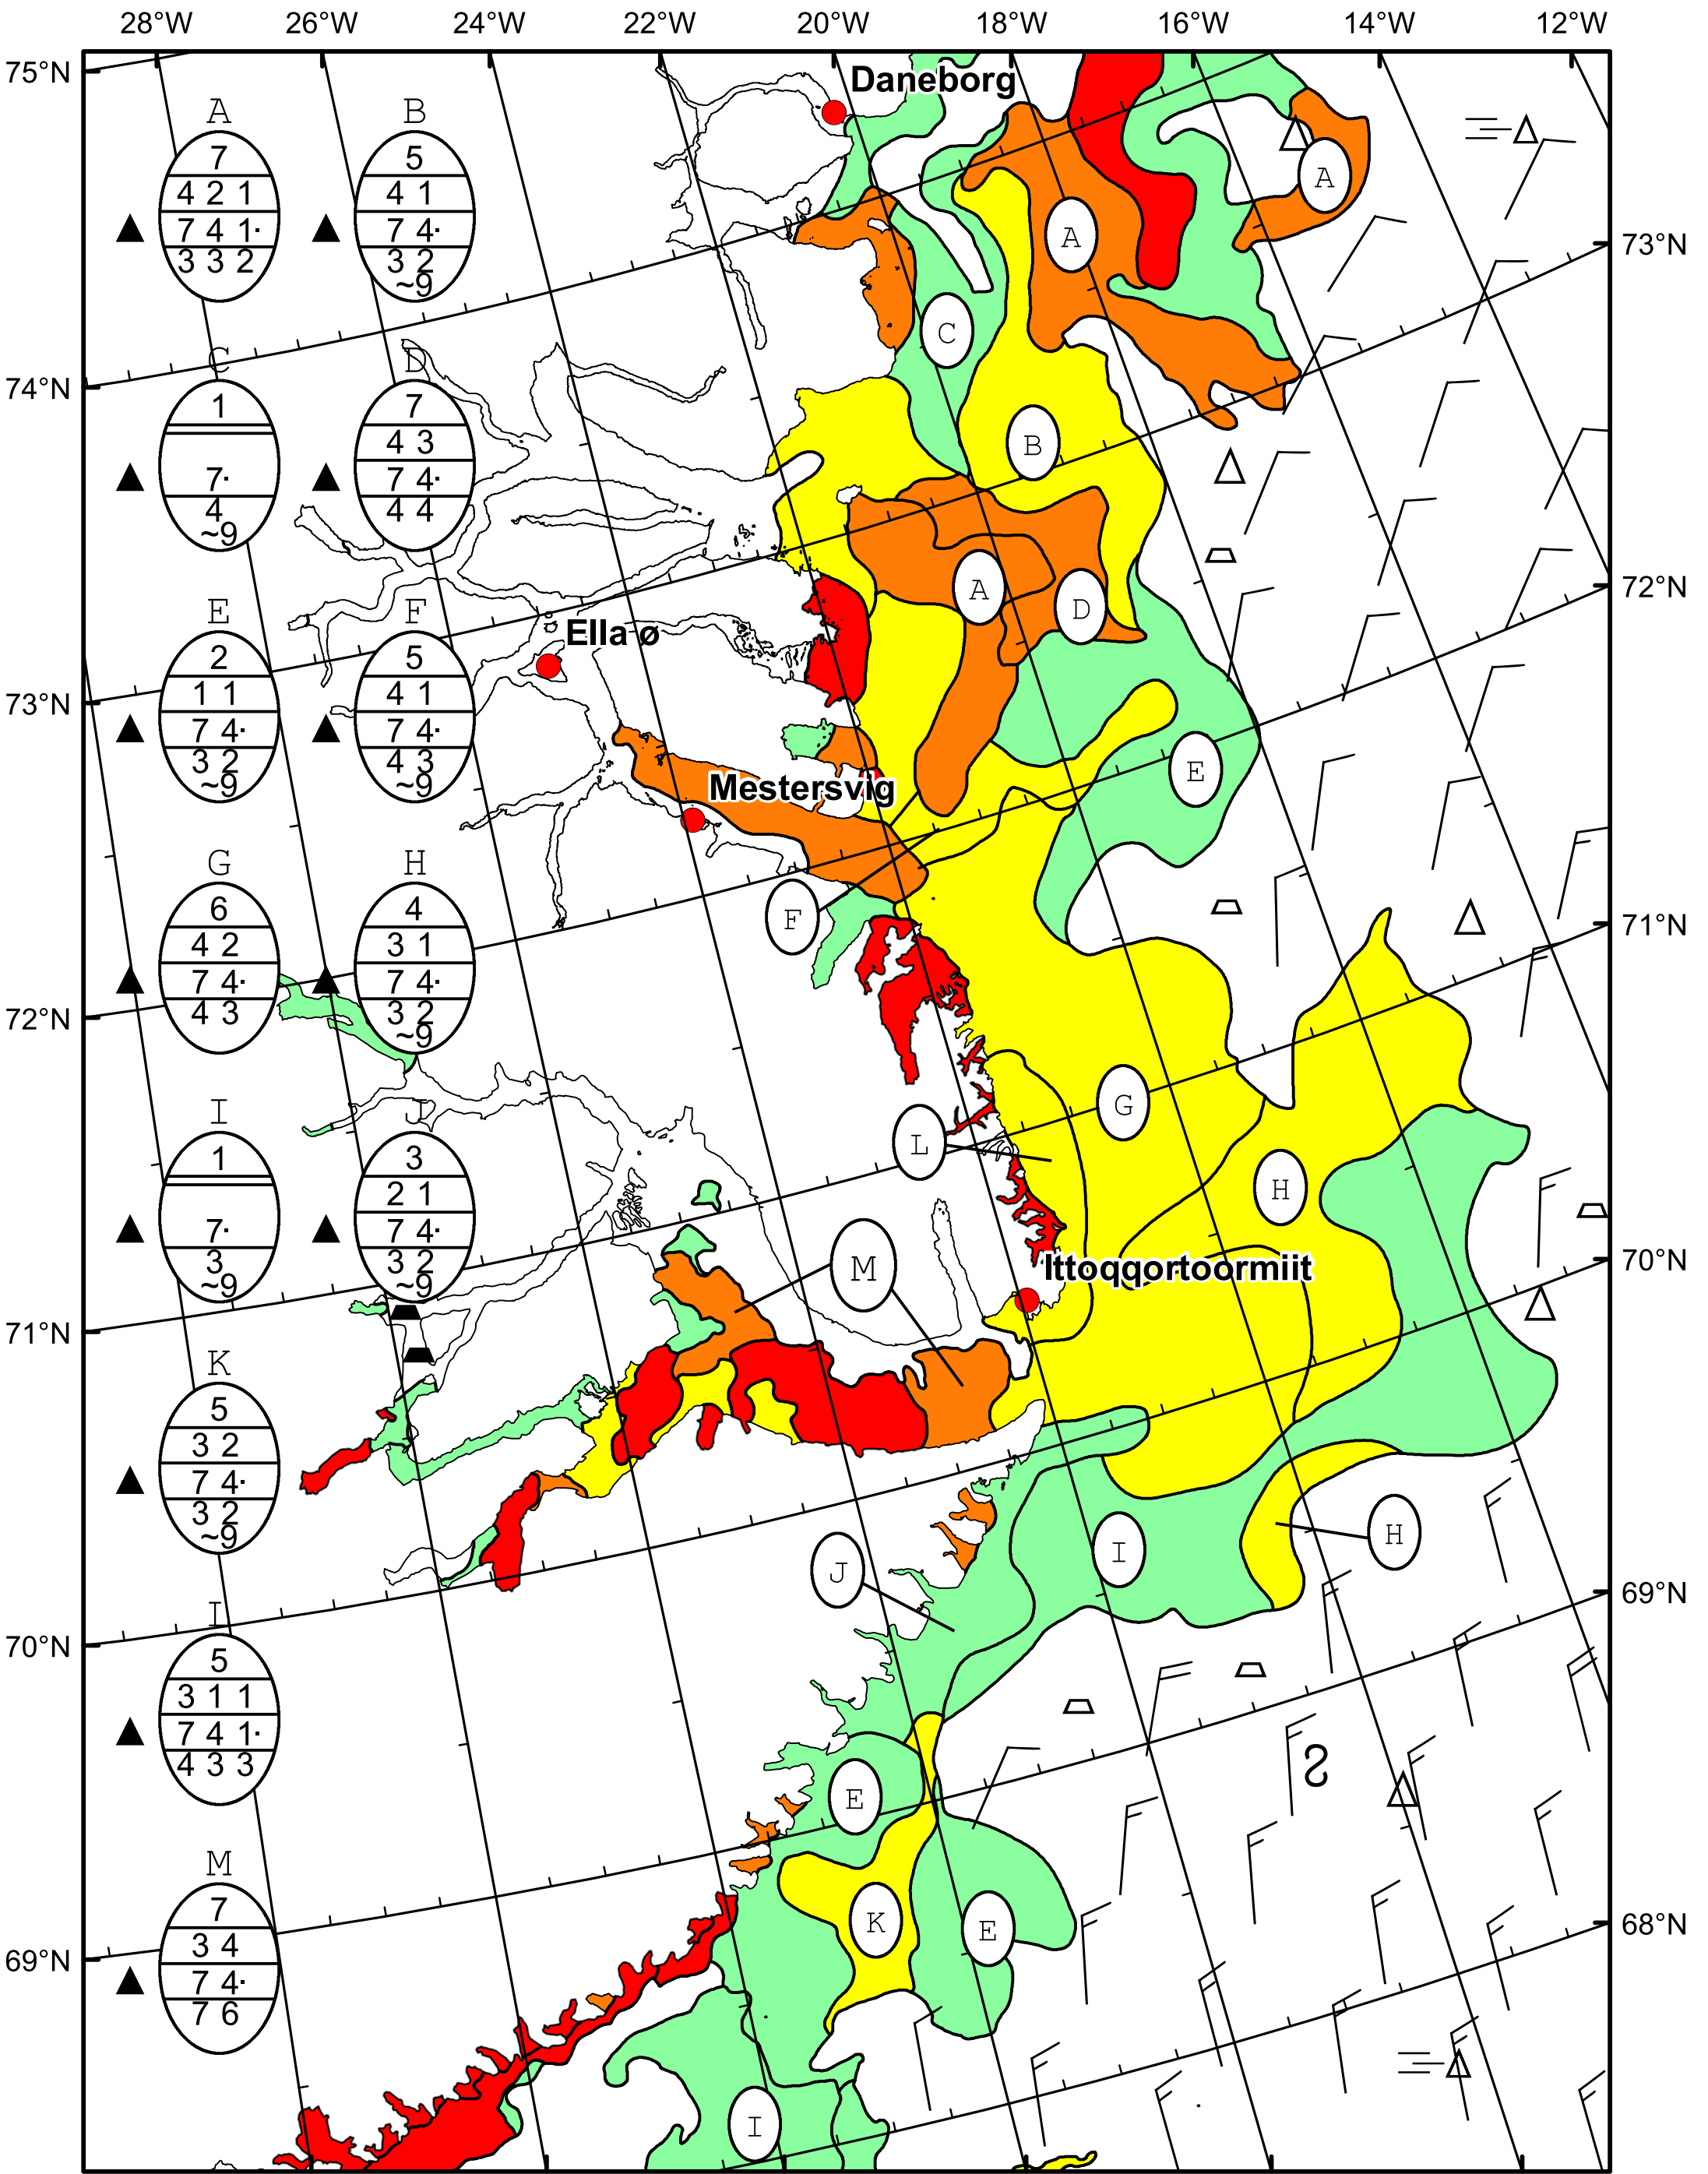 28°W 26°W 24°W 22°W 20°W 18°W 16°W 14°W 12°W
75°N
Daneborg
A B
7 5
4 2 1 4 1
7 4 1· 7 4·
3 3 2 3 2
~9
A
A
73°N
C
74°N
C D
1 7
4 3
7· 7 4·
4 4 4
~9
B
72°N
A
D
E F
2 5
1 1 4 1
7 4· 7 4·
3 2 4 3
~9 ~9
Ella ø
73°N
E
Mestersvig
G H
6 4
4 2 3 1
7 4· 7 4·
4 3 3 2
~9
F
71°N
72°N
G
L
I J
1 3
2 1
7· 7 4·
3 3 2
~9 ~9
H
M
Ittoqqortoormiit
70°N
71°N
K
5
3 2
7 4·
3 2
~9
H
I
J
69°N
70°N
L
5
3 1 1
7 4 1·
4 3 3
E
M
7
3 4
7 4·
7 6
K
E
68°N
69°N
I